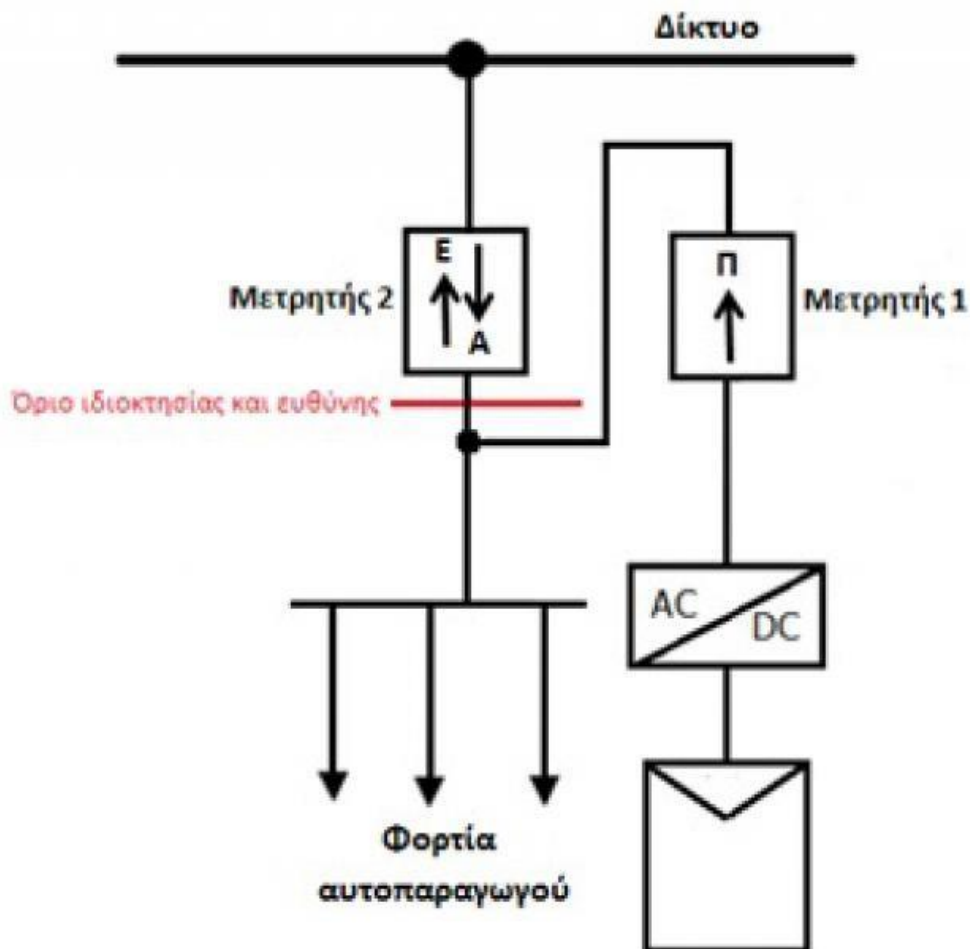 Δίκτυο
Ε
Π
Μετρητής 2
Μετρητής 1
Α
Όριο ιδιοκτησίας και ευθύνης
AC
DC
Φορτία
αυτοπαραγωγού